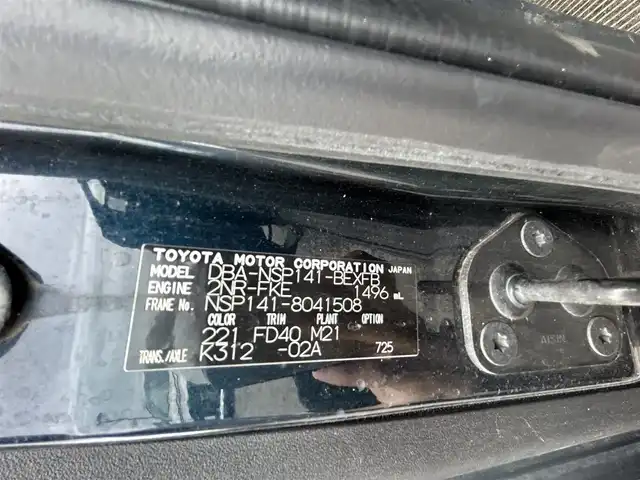 TOYOTA MOTOR CORPORATION JAPAN
MODEL DBA-NSP141-BEXFB
ENGINE 2NR-FKE 1496 mL
FRAME No. NSP141-8041508
COLOR TRIM PLANT OPTION
221 FD40 M21
TRANS./AXLE K312 -02A 725
AISIN